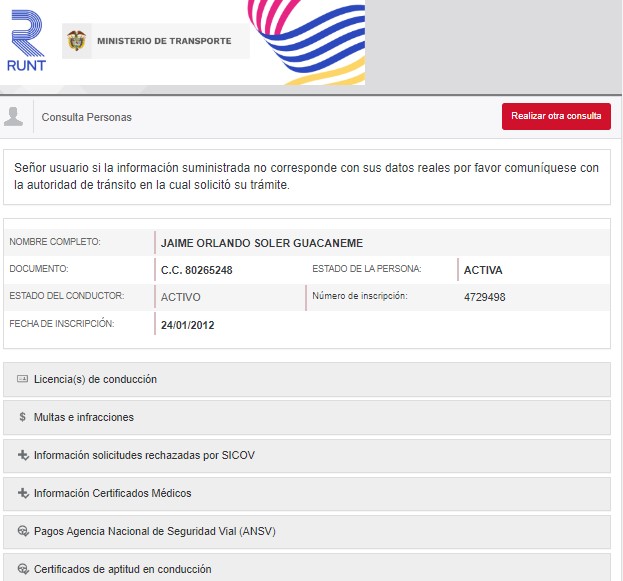 RUNT
MINISTERIO DE TRANSPORTE
Consulta Personas
Realizar otra consulta
Señor usuario si la información suministrada no corresponde con sus datos reales por favor comuníquese con
la autoridad de tránsito en la cual solicitó su trámite.
NOMBRE COMPLETO: JAIME ORLANDO SOLER GUACANEME
DOCUMENTO: C.C. 80265248 ESTADO DE LA PERSONA: ACTIVA
ESTADO DEL CONDUCTOR: ACTIVO Número de inscripción: 4729498
FECHA DE INSCRIPCIÓN: 24/01/2012
Licencia(s) de conducción
$ Multas e infracciones
Información solicitudes rechazadas por SICOV
Información Certificados Médicos
Pagos Agencia Nacional de Seguridad Vial (ANSV)
Certificados de aptitud en conducción